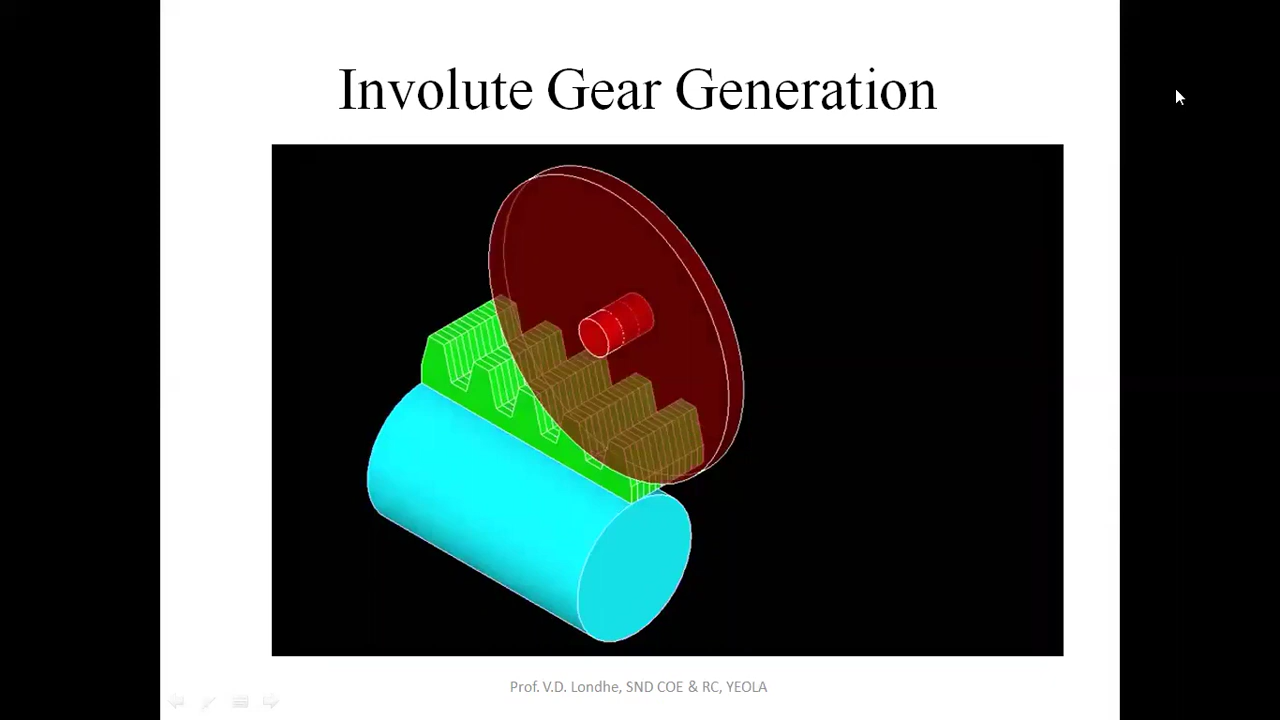 Involute Gear Generation
Prof. V.D. Londhe, SND COE & RC, YEOLA